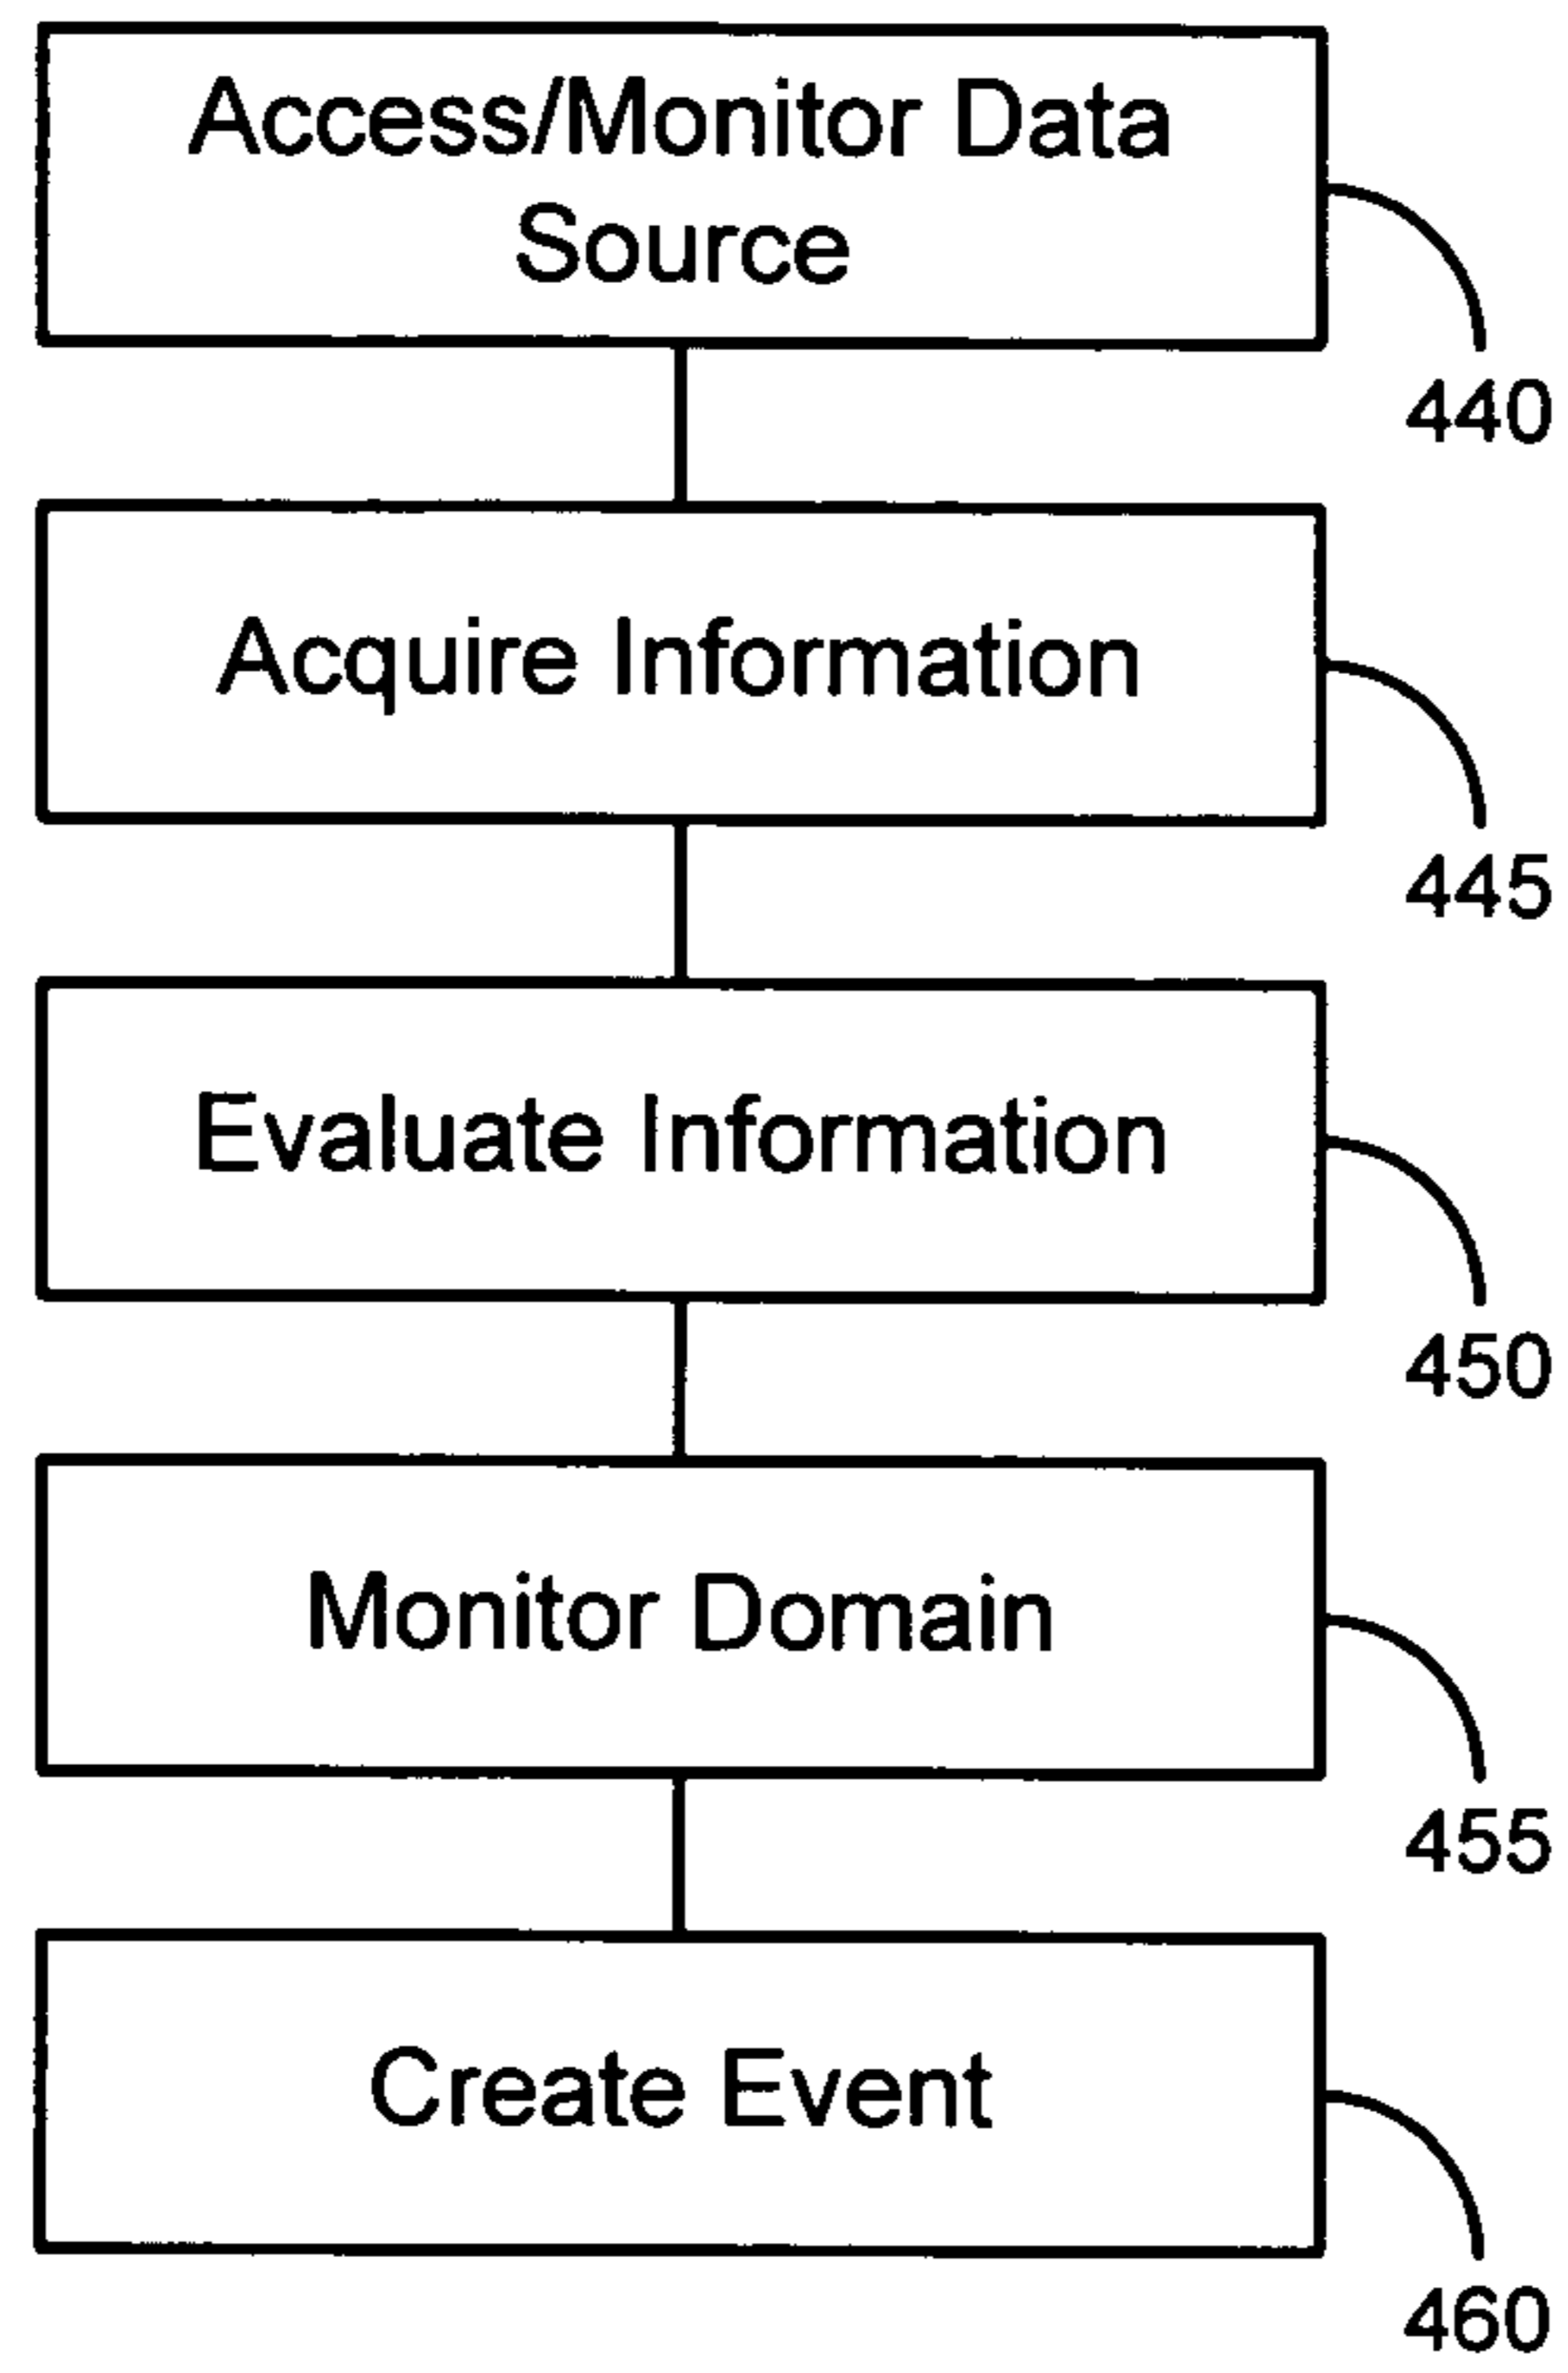 Access/Monitor Data
Source
440
Acquire Information
445
Evaluate Information
450
Monitor Domain
455
Create Event
460